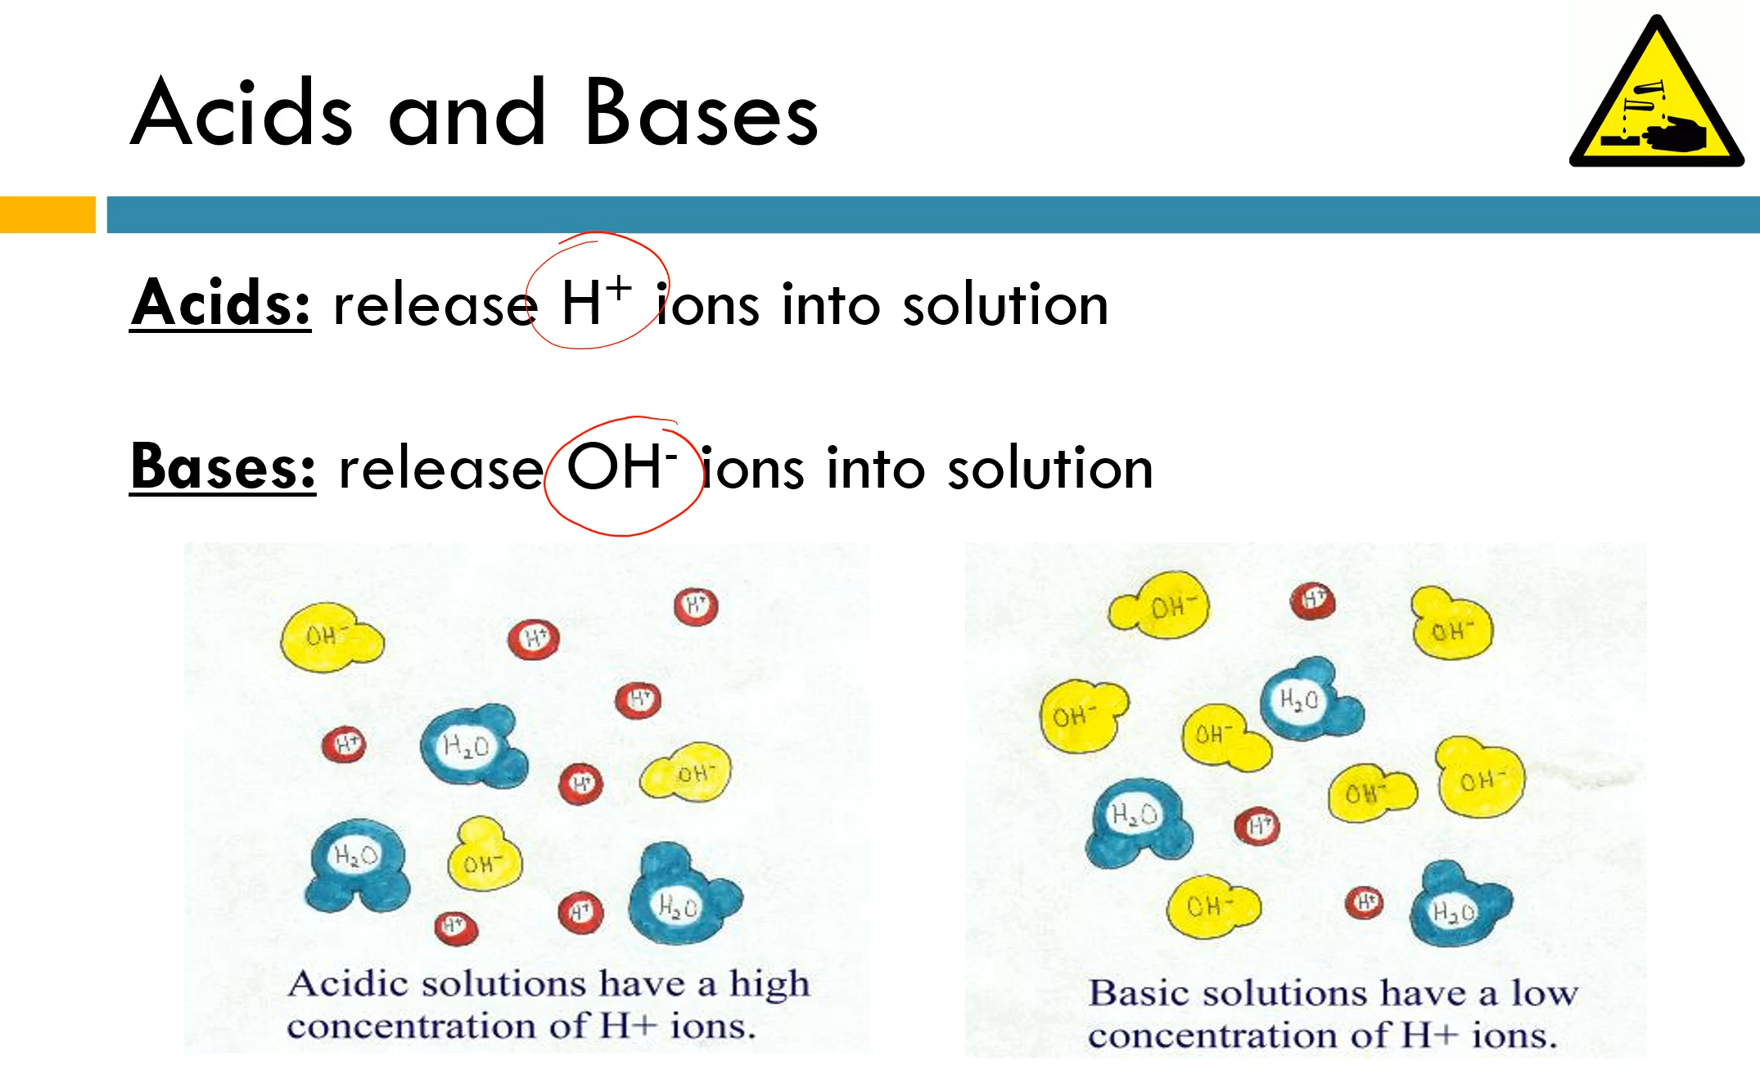 Acids and Bases
Acids: release H⁺ ions into solution
Bases: release OH⁻ ions into solution
OH⁻
H⁺
H⁺
H⁺
H⁺
H₂O
H⁺
OH⁻
H₂O
OH⁻
H⁺
H⁺
H₂O
Acidic solutions have a high
concentration of H+ ions.
OH⁻
H⁺
OH⁻
OH⁻
OH⁻
H₂O
OH⁻
OH⁻
H₂O
H⁺
OH⁻
H⁺
H₂O
Basic solutions have a low
concentration of H+ ions.